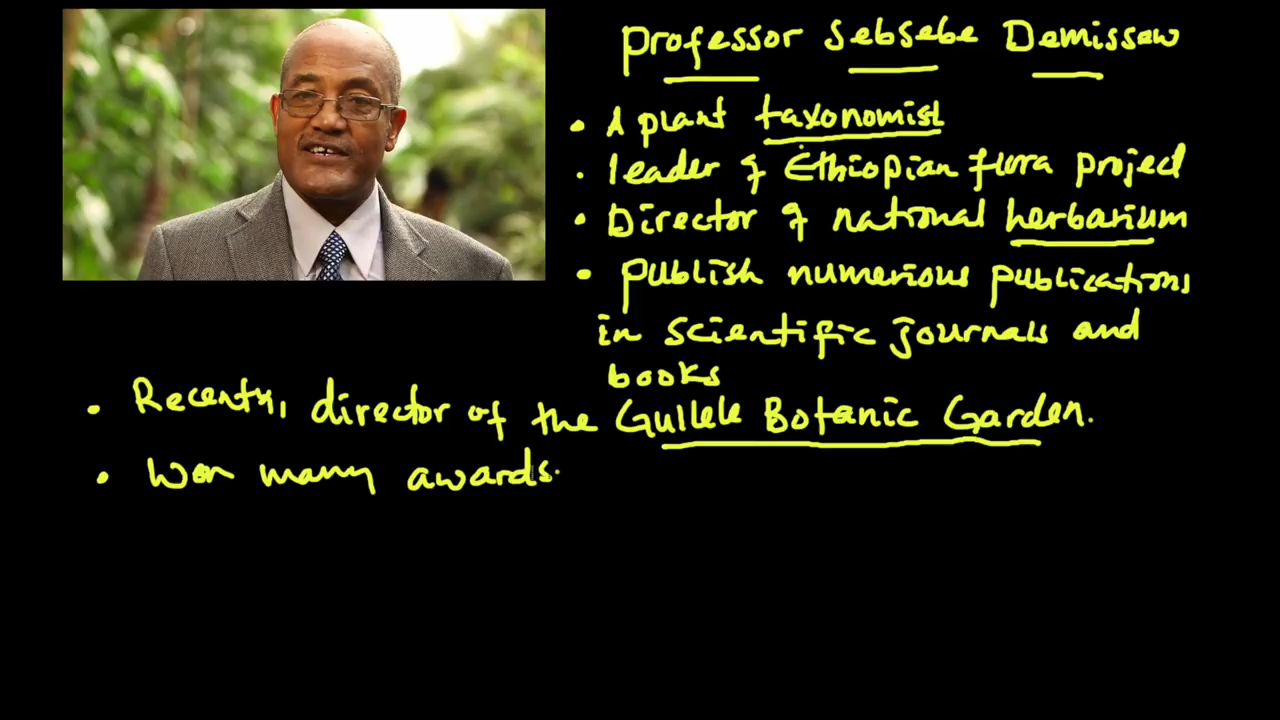 Professor Sebsebe Demissew
• A plant taxonomist
• leader of Ethiopian flora project
• Director of national herbarium
• publish numerious publications
in scientific journals and
books
• Recently, director of the Gullele Botanic Garden.
• Won many awards.